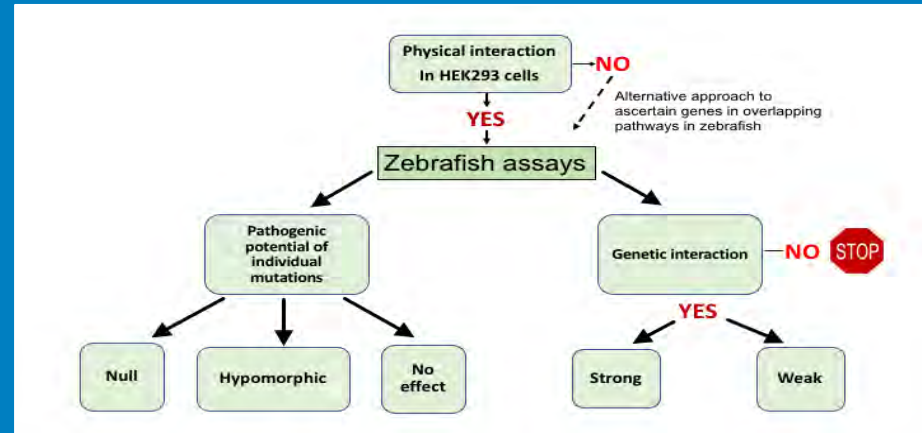 Physical interaction
In HEK293 cells
NO
Alternative approach to
ascertain genes in overlapping
pathways in zebrafish
YES
Zebrafish assays
Pathogenic
potential of
individual
mutations
Genetic interaction
NO
STOP
YES
Null
Hypomorphic
No
effect
Strong
Weak